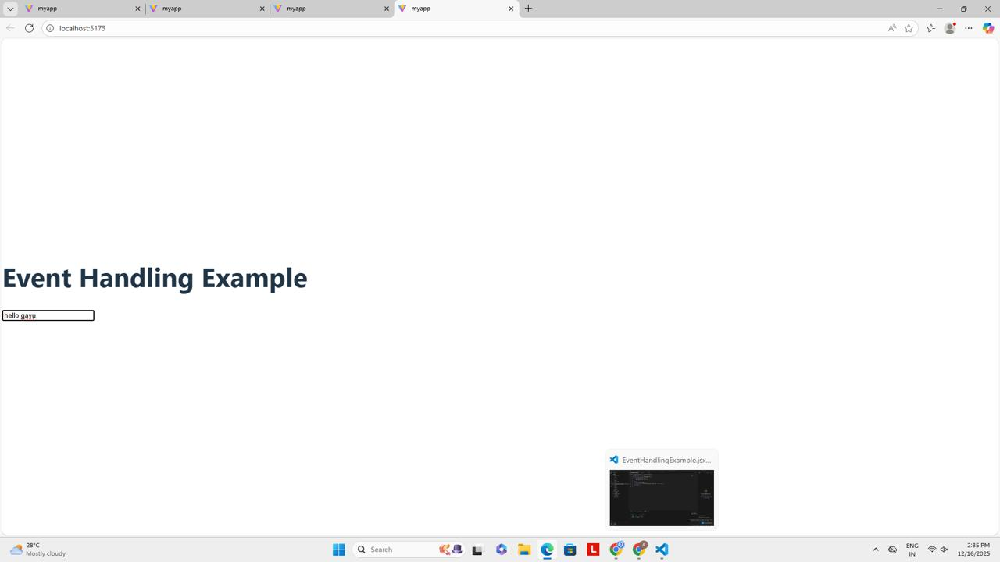 myapp myapp myapp myapp
localhost:5173
Event Handling Example
hello gayu
EventHandlingExample.jsx...
28°C
Mostly cloudy
Search
L
A
ENG
IN
2:35 PM
12/16/2025